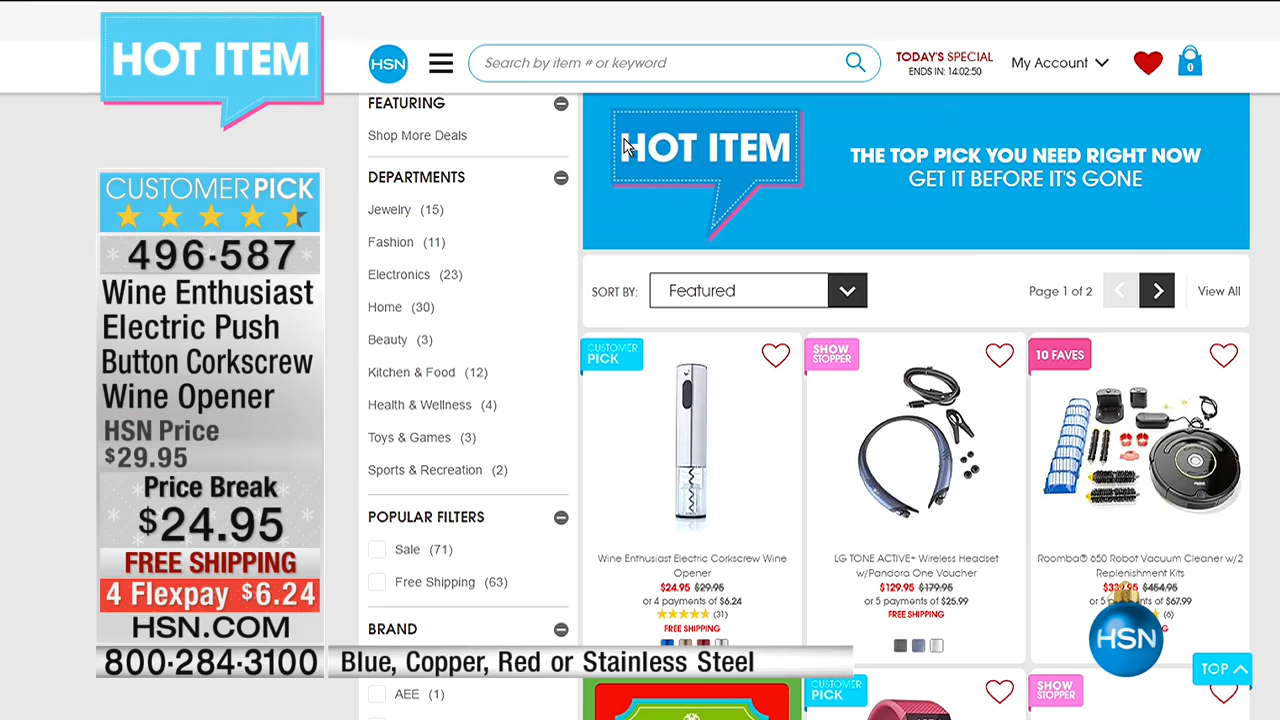 HOT ITEM
CUSTOMER PICK
496·587
Wine Enthusiast
Electric Push
Button Corkscrew
Wine Opener
HSN Price
$29.95
Price Break
$24.95
FREE SHIPPING
4 Flexpay $6.24
HSN.COM
800·284·3100
Blue, Copper, Red or Stainless Steel
HSN
Search by item # or keyword
TODAY'S SPECIAL
ENDS IN: 14:02:50
My Account
0
FEATURING
Shop More Deals
DEPARTMENTS
Jewelry (15)
Fashion (11)
Electronics (23)
Home (30)
Beauty (3)
Kitchen & Food (12)
Health & Wellness (4)
Toys & Games (3)
Sports & Recreation (2)
POPULAR FILTERS
Sale (71)
Free Shipping (63)
BRAND
AEE (1)
HOT ITEM
THE TOP PICK YOU NEED RIGHT NOW
GET IT BEFORE IT'S GONE
SORT BY: Featured
Page 1 of 2
View All
CUSTOMER
PICK
Wine Enthusiast Electric Corkscrew Wine
Opener
$24.95 $29.95
or 4 payments of $6.24
(31)
FREE SHIPPING
SHOW
STOPPER
LG TONE ACTIVE+ Wireless Headset
w/Pandora One Voucher
$129.95 $179.95
or 5 payments of $25.99
FREE SHIPPING
10 FAVES
Roomba® 650 Robot Vacuum Cleaner w/2
Replenishment Kits
$454.95
or 5 of $67.99
(6)
HSN
TOP
CUSTOMER
PICK
SHOW
STOPPER